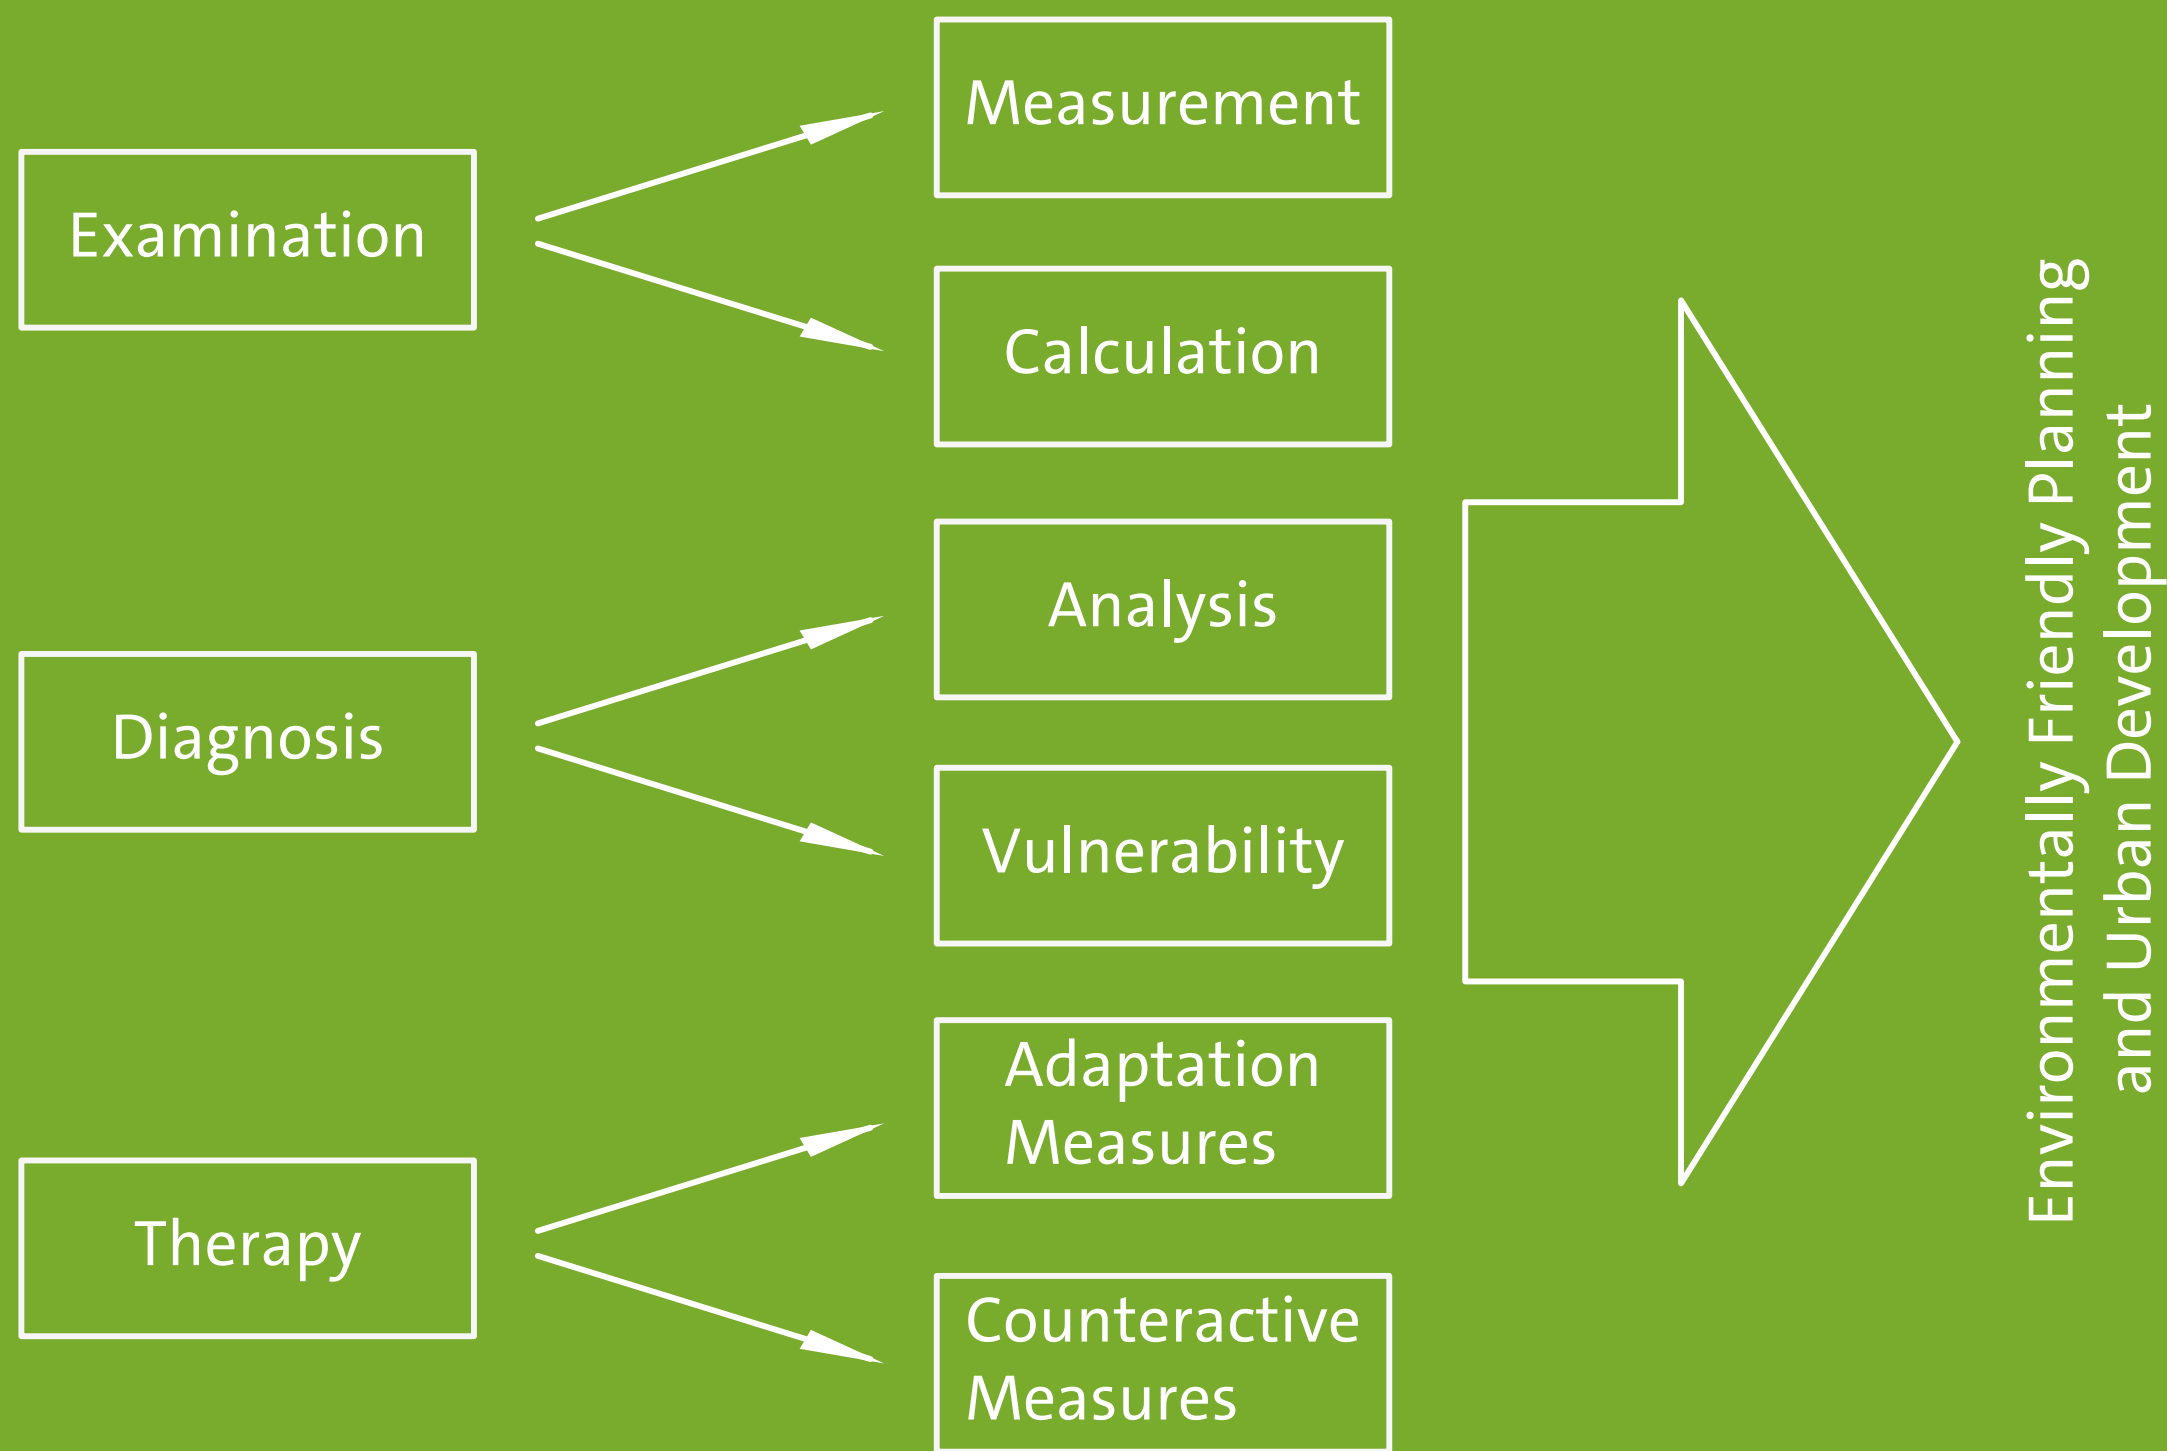 Examination
Measurement
Calculation
Diagnosis
Analysis
Vulnerability
Therapy
Adaptation
Measures
Counteractive
Measures
Environmentally Friendly Planning
and Urban Development